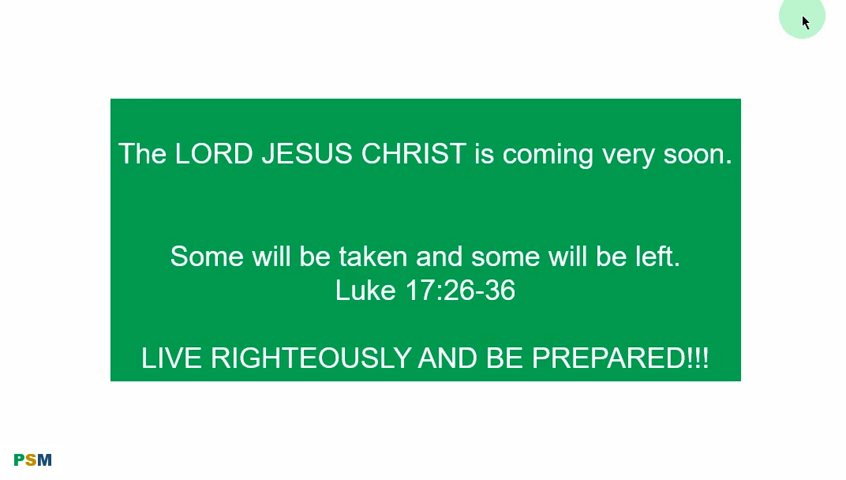 The LORD JESUS CHRIST is coming very soon.
Some will be taken and some will be left.
Luke 17:26-36
LIVE RIGHTEOUSLY AND BE PREPARED!!!
PSM